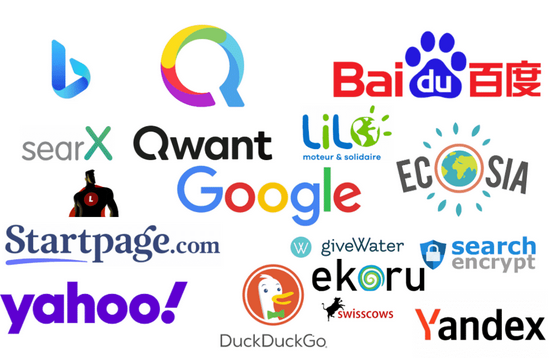 Baidu百度
searX
Qwant
LiLO
moteur & solidaire
ECOSIA
Google
L
Startpage.com
giveWater
search
encrypt
ekoru
yahoo!
swisscows
Yandex
DuckDuckGo